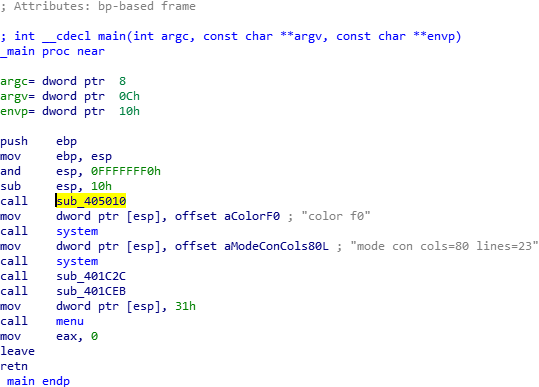 ; Attributes: bp-based frame
; int __cdecl main(int argc, const char **argv, const char **envp)
_main proc near
argc= dword ptr  8
argv= dword ptr  0Ch
envp= dword ptr  10h
push    ebp
mov     ebp, esp
and     esp, 0FFFFFFF0h
sub     esp, 10h
call    sub_405010
mov     dword ptr [esp], offset aColorF0 ; "color f0"
call    system
mov     dword ptr [esp], offset aModeConCols80L ; "mode con cols=80 lines=23"
call    system
call    sub_401C2C
call    sub_401CEB
mov     dword ptr [esp], 31h
call    menu
mov     eax, 0
leave
retn
_main endp